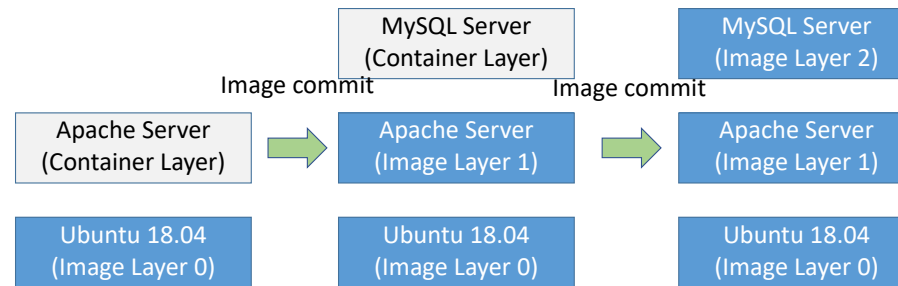 MySQL Server
(Container Layer)
MySQL Server
(Image Layer 2)
Image commit
Image commit
Apache Server
(Container Layer)
Apache Server
(Image Layer 1)
Apache Server
(Image Layer 1)
Ubuntu 18.04
(Image Layer 0)
Ubuntu 18.04
(Image Layer 0)
Ubuntu 18.04
(Image Layer 0)